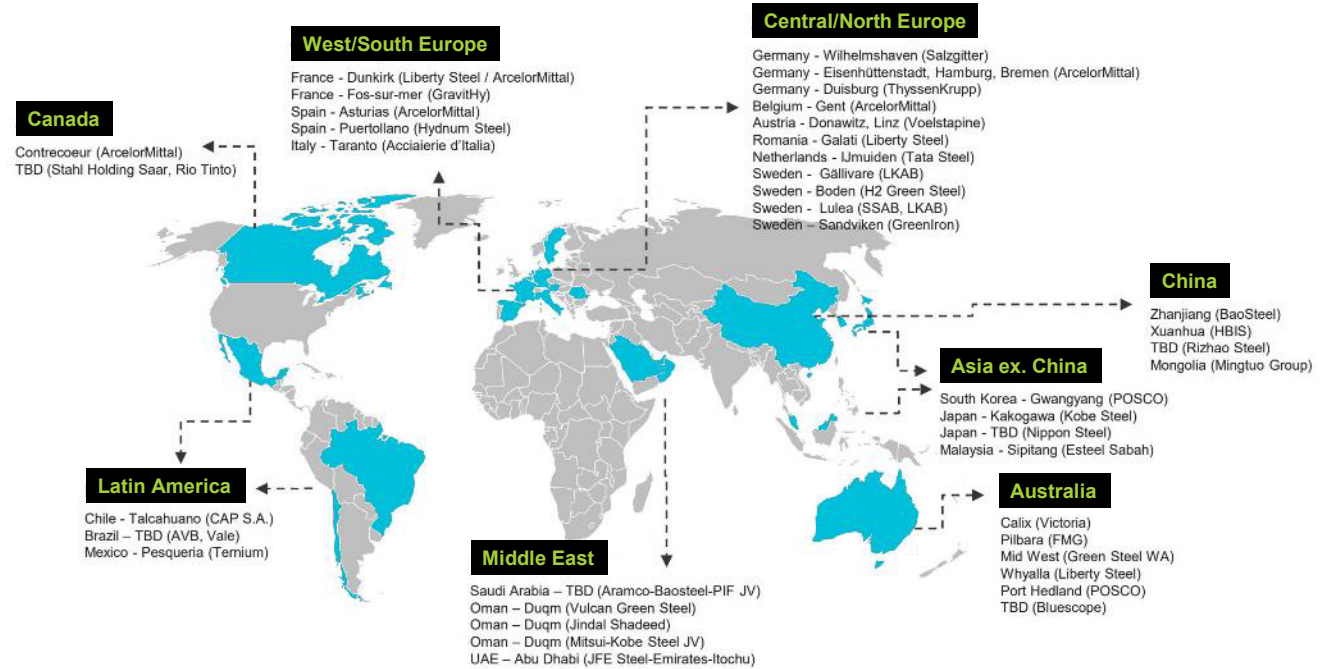 Canada
Contrecoeur (ArcelorMittal)
TBD (Stahl Holding Saar, Rio Tinto)
West/South Europe
France - Dunkirk (Liberty Steel / ArcelorMittal)
France - Fos-sur-mer (GravitHy)
Spain - Asturias (ArcelorMittal)
Spain - Puertollano (Hydnum Steel)
Italy - Taranto (Acciaierie d'Italia)
Central/North Europe
Germany - Wilhelmshaven (Salzgitter)
Germany - Eisenhüttenstadt, Hamburg, Bremen (ArcelorMittal)
Germany - Duisburg (ThyssenKrupp)
Belgium - Gent (ArcelorMittal)
Austria - Donawitz, Linz (Voelstapine)
Romania - Galati (Liberty Steel)
Netherlands - IJmuiden (Tata Steel)
Sweden - Gällivare (LKAB)
Sweden - Boden (H2 Green Steel)
Sweden - Lulea (SSAB, LKAB)
Sweden – Sandviken (GreenIron)
China
Zhanjiang (BaoSteel)
Xuanhua (HBIS)
TBD (Rizhao Steel)
Mongolia (Mingtuo Group)
Asia ex. China
South Korea - Gwangyang (POSCO)
Japan - Kakogawa (Kobe Steel)
Japan - TBD (Nippon Steel)
Malaysia - Sipitang (Esteel Sabah)
Latin America
Chile - Talcahuano (CAP S.A.)
Brazil – TBD (AVB, Vale)
Mexico - Pesqueria (Ternium)
Middle East
Saudi Arabia – TBD (Aramco-Baosteel-PIF JV)
Oman – Duqm (Vulcan Green Steel)
Oman – Duqm (Jindal Shadeed)
Oman – Duqm (Mitsui-Kobe Steel JV)
UAE – Abu Dhabi (JFE Steel-Emirates-Itochu)
Australia
Calix (Victoria)
Pilbara (FMG)
Mid West (Green Steel WA)
Whyalla (Liberty Steel)
Port Hedland (POSCO)
TBD (Bluescope)